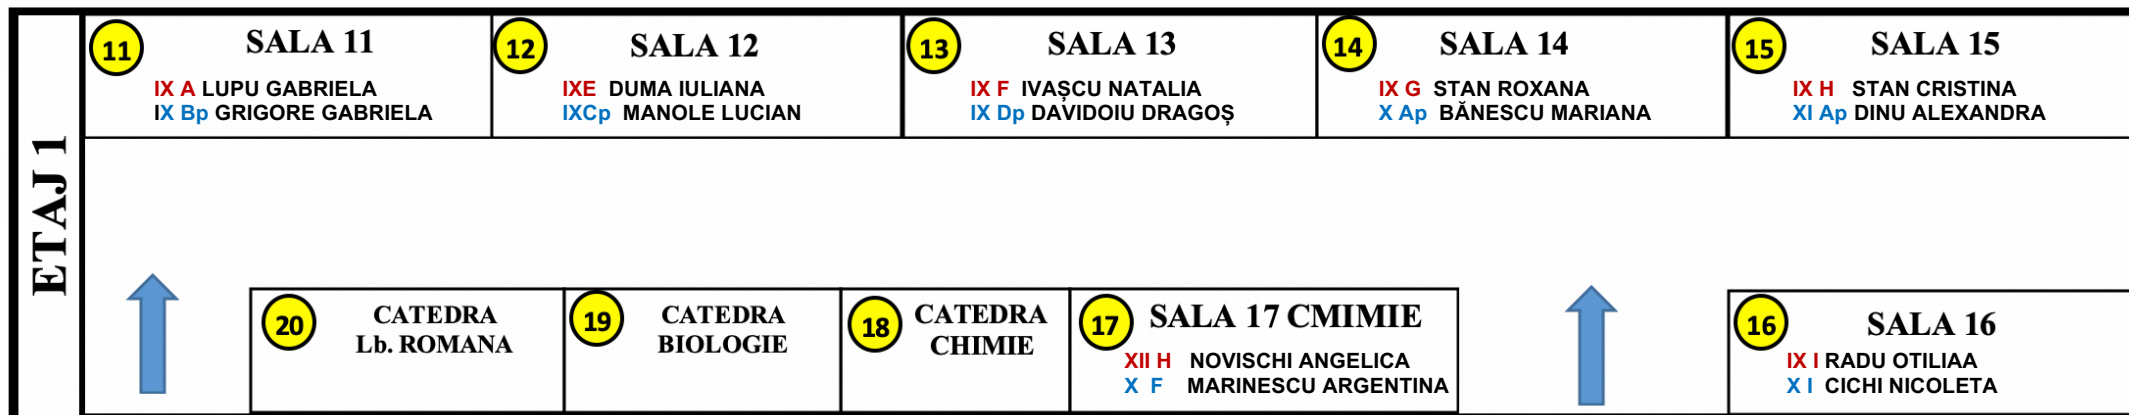 ETAJ 1
11 SALA 11
IX A LUPU GABRIELA
IX Bp GRIGORE GABRIELA
12 SALA 12
IXE DUMA IULIANA
IXCp MANOLE LUCIAN
13 SALA 13
IX F IVAȘCU NATALIA
IX Dp DAVIDOIU DRAGOȘ
14 SALA 14
IX G STAN ROXANA
X Ap BĂNESCU MARIANA
15 SALA 15
IX H STAN CRISTINA
XI Ap DINU ALEXANDRA
20 CATEDRA
Lb. ROMANA
19 CATEDRA
BIOLOGIE
18 CATEDRA
CHIMIE
17 SALA 17 CMIMIE
XII H NOVISCHI ANGELICA
X F MARINESCU ARGENTINA
16 SALA 16
IX I RADU OTILIAA
X I CICHI NICOLETA